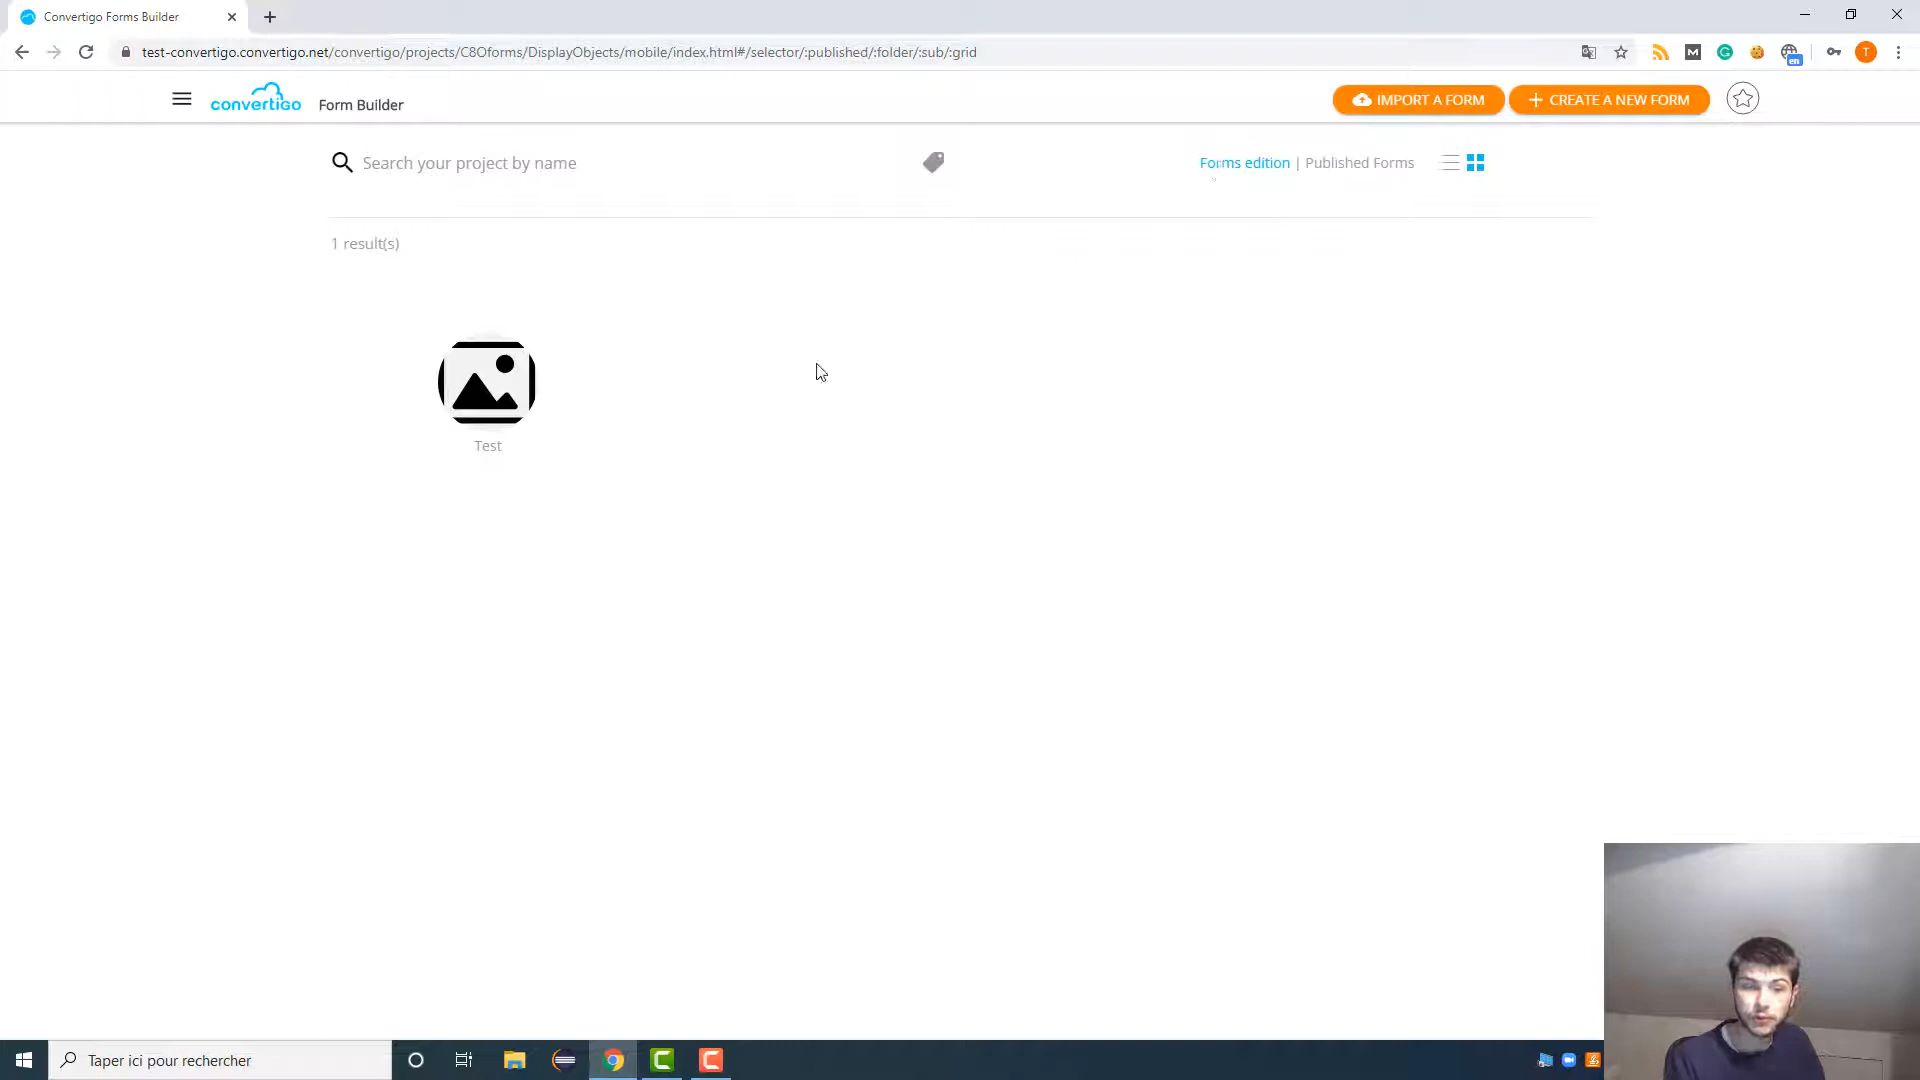 Convertigo Forms Builder
test-convertigo.convertigo.net/convertigo/projects/C8Oforms/DisplayObjects/mobile/index.html#/selector/:published/:folder/:sub/:grid
M
G
en
T
convertigo Form Builder
IMPORT A FORM
CREATE A NEW FORM
Search your project by name
Forms edition | Published Forms
1 result(s)
Test
Taper ici pour rechercher